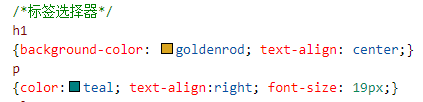 /*标签选择器*/
h1
{background-color: goldenrod; text-align: center;}
p
{color:teal; text-align:right; font-size: 19px;}